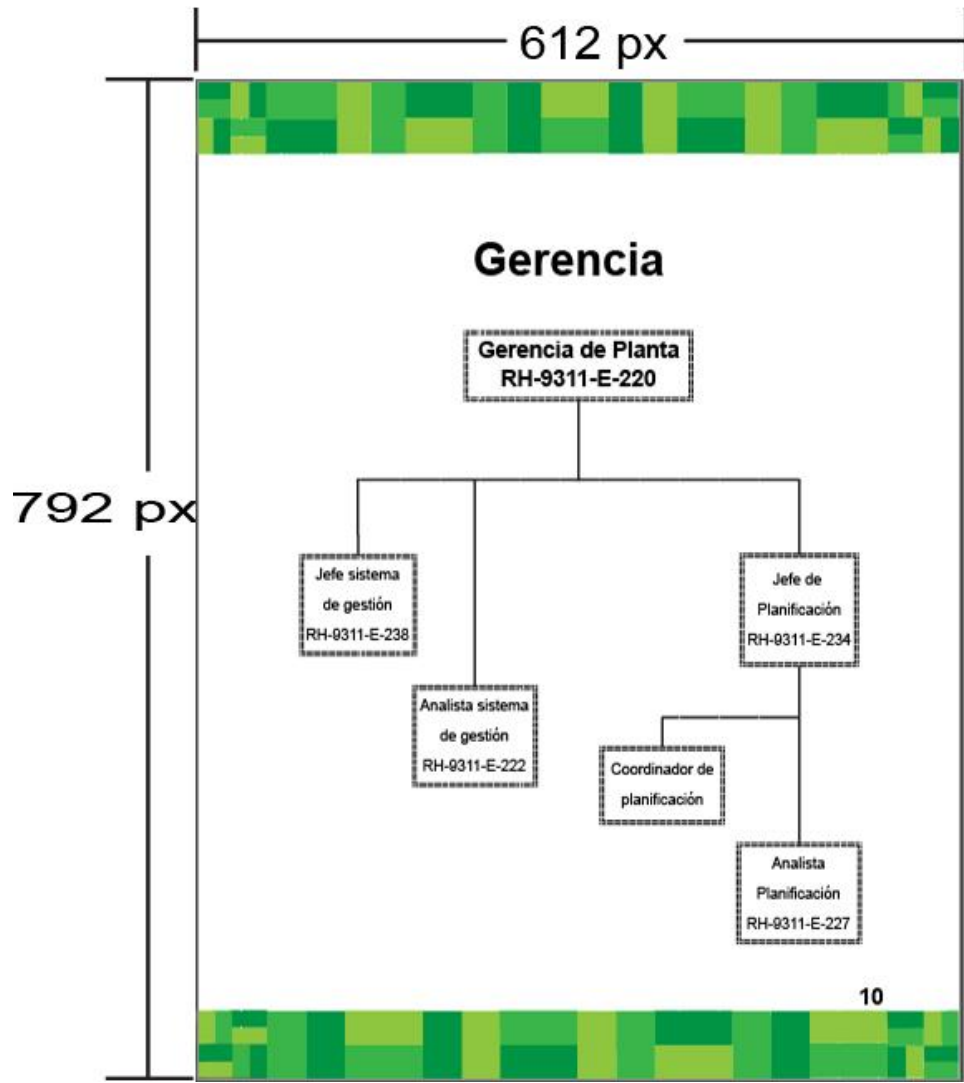 612 px
792 px
Gerencia
Gerencia de Planta
RH-9311-E-220
Jefe sistema
de gestión
RH-9311-E-238
Jefe de
Planificación
RH-9311-E-234
Analista sistema
de gestión
RH-9311-E-222
Coordinador de
planificación
Analista
Planificación
RH-9311-E-227
10